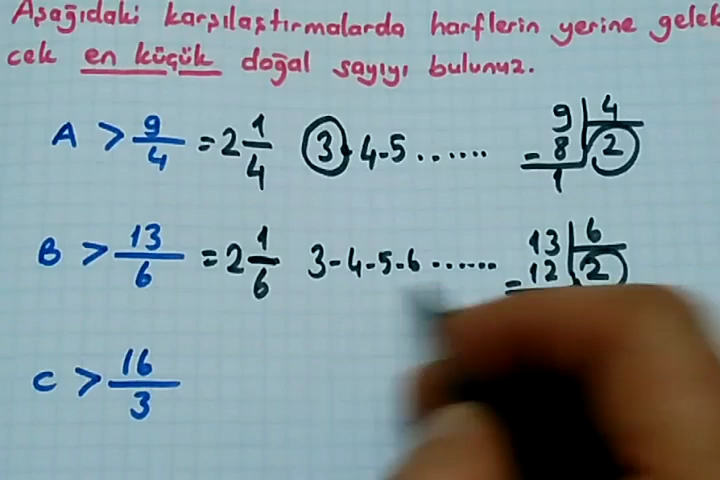 Aşağıdaki karşılaştırmalarda harflerin yerine gelek
cek en küçük doğal sayıyı bulunuz.
A > 9/4 = 2 1/4 3 4-5 ....... 9 | 4
- 8 2
1
B > 13/6 = 2 1/6 3-4-5-6 ....... 13 | 6
- 12 2
C > 16/3